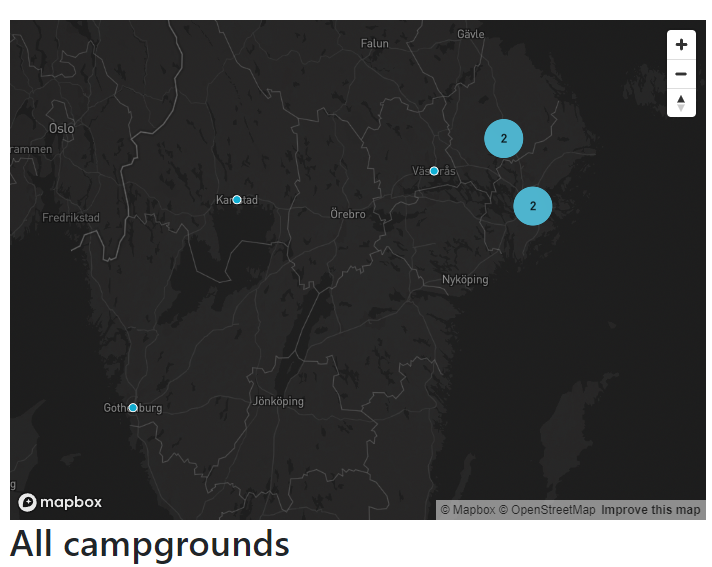 Gävle
Falun
Oslo
rammen
2
Västerås
Karlstad
2
Örebro
Fredrikstad
Nyköping
Jönköping
Gothenburg
g
mapbox
© Mapbox © OpenStreetMap Improve this map
All campgrounds